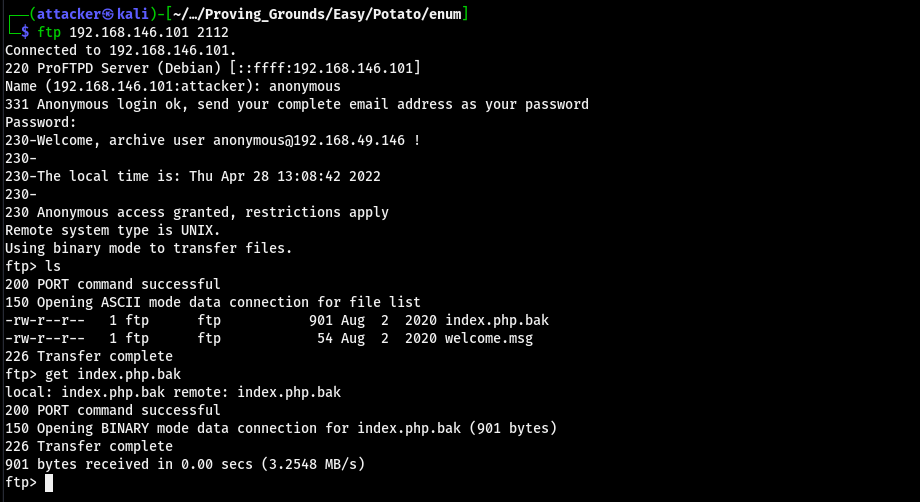 ┌──(attacker㉿kali)-[~/…/Proving_Grounds/Easy/Potato/enum]
└─$ ftp 192.168.146.101 2112
Connected to 192.168.146.101.
220 ProFTPD Server (Debian) [::ffff:192.168.146.101]
Name (192.168.146.101:attacker): anonymous
331 Anonymous login ok, send your complete email address as your password
Password:
230-Welcome, archive user anonymous@192.168.49.146 !
230-
230-The local time is: Thu Apr 28 13:08:42 2022
230-
230 Anonymous access granted, restrictions apply
Remote system type is UNIX.
Using binary mode to transfer files.
ftp> ls
200 PORT command successful
150 Opening ASCII mode data connection for file list
-rw-r--r--   1 ftp      ftp           901 Aug  2  2020 index.php.bak
-rw-r--r--   1 ftp      ftp            54 Aug  2  2020 welcome.msg
226 Transfer complete
ftp> get index.php.bak
local: index.php.bak remote: index.php.bak
200 PORT command successful
150 Opening BINARY mode data connection for index.php.bak (901 bytes)
226 Transfer complete
901 bytes received in 0.00 secs (3.2548 MB/s)
ftp>